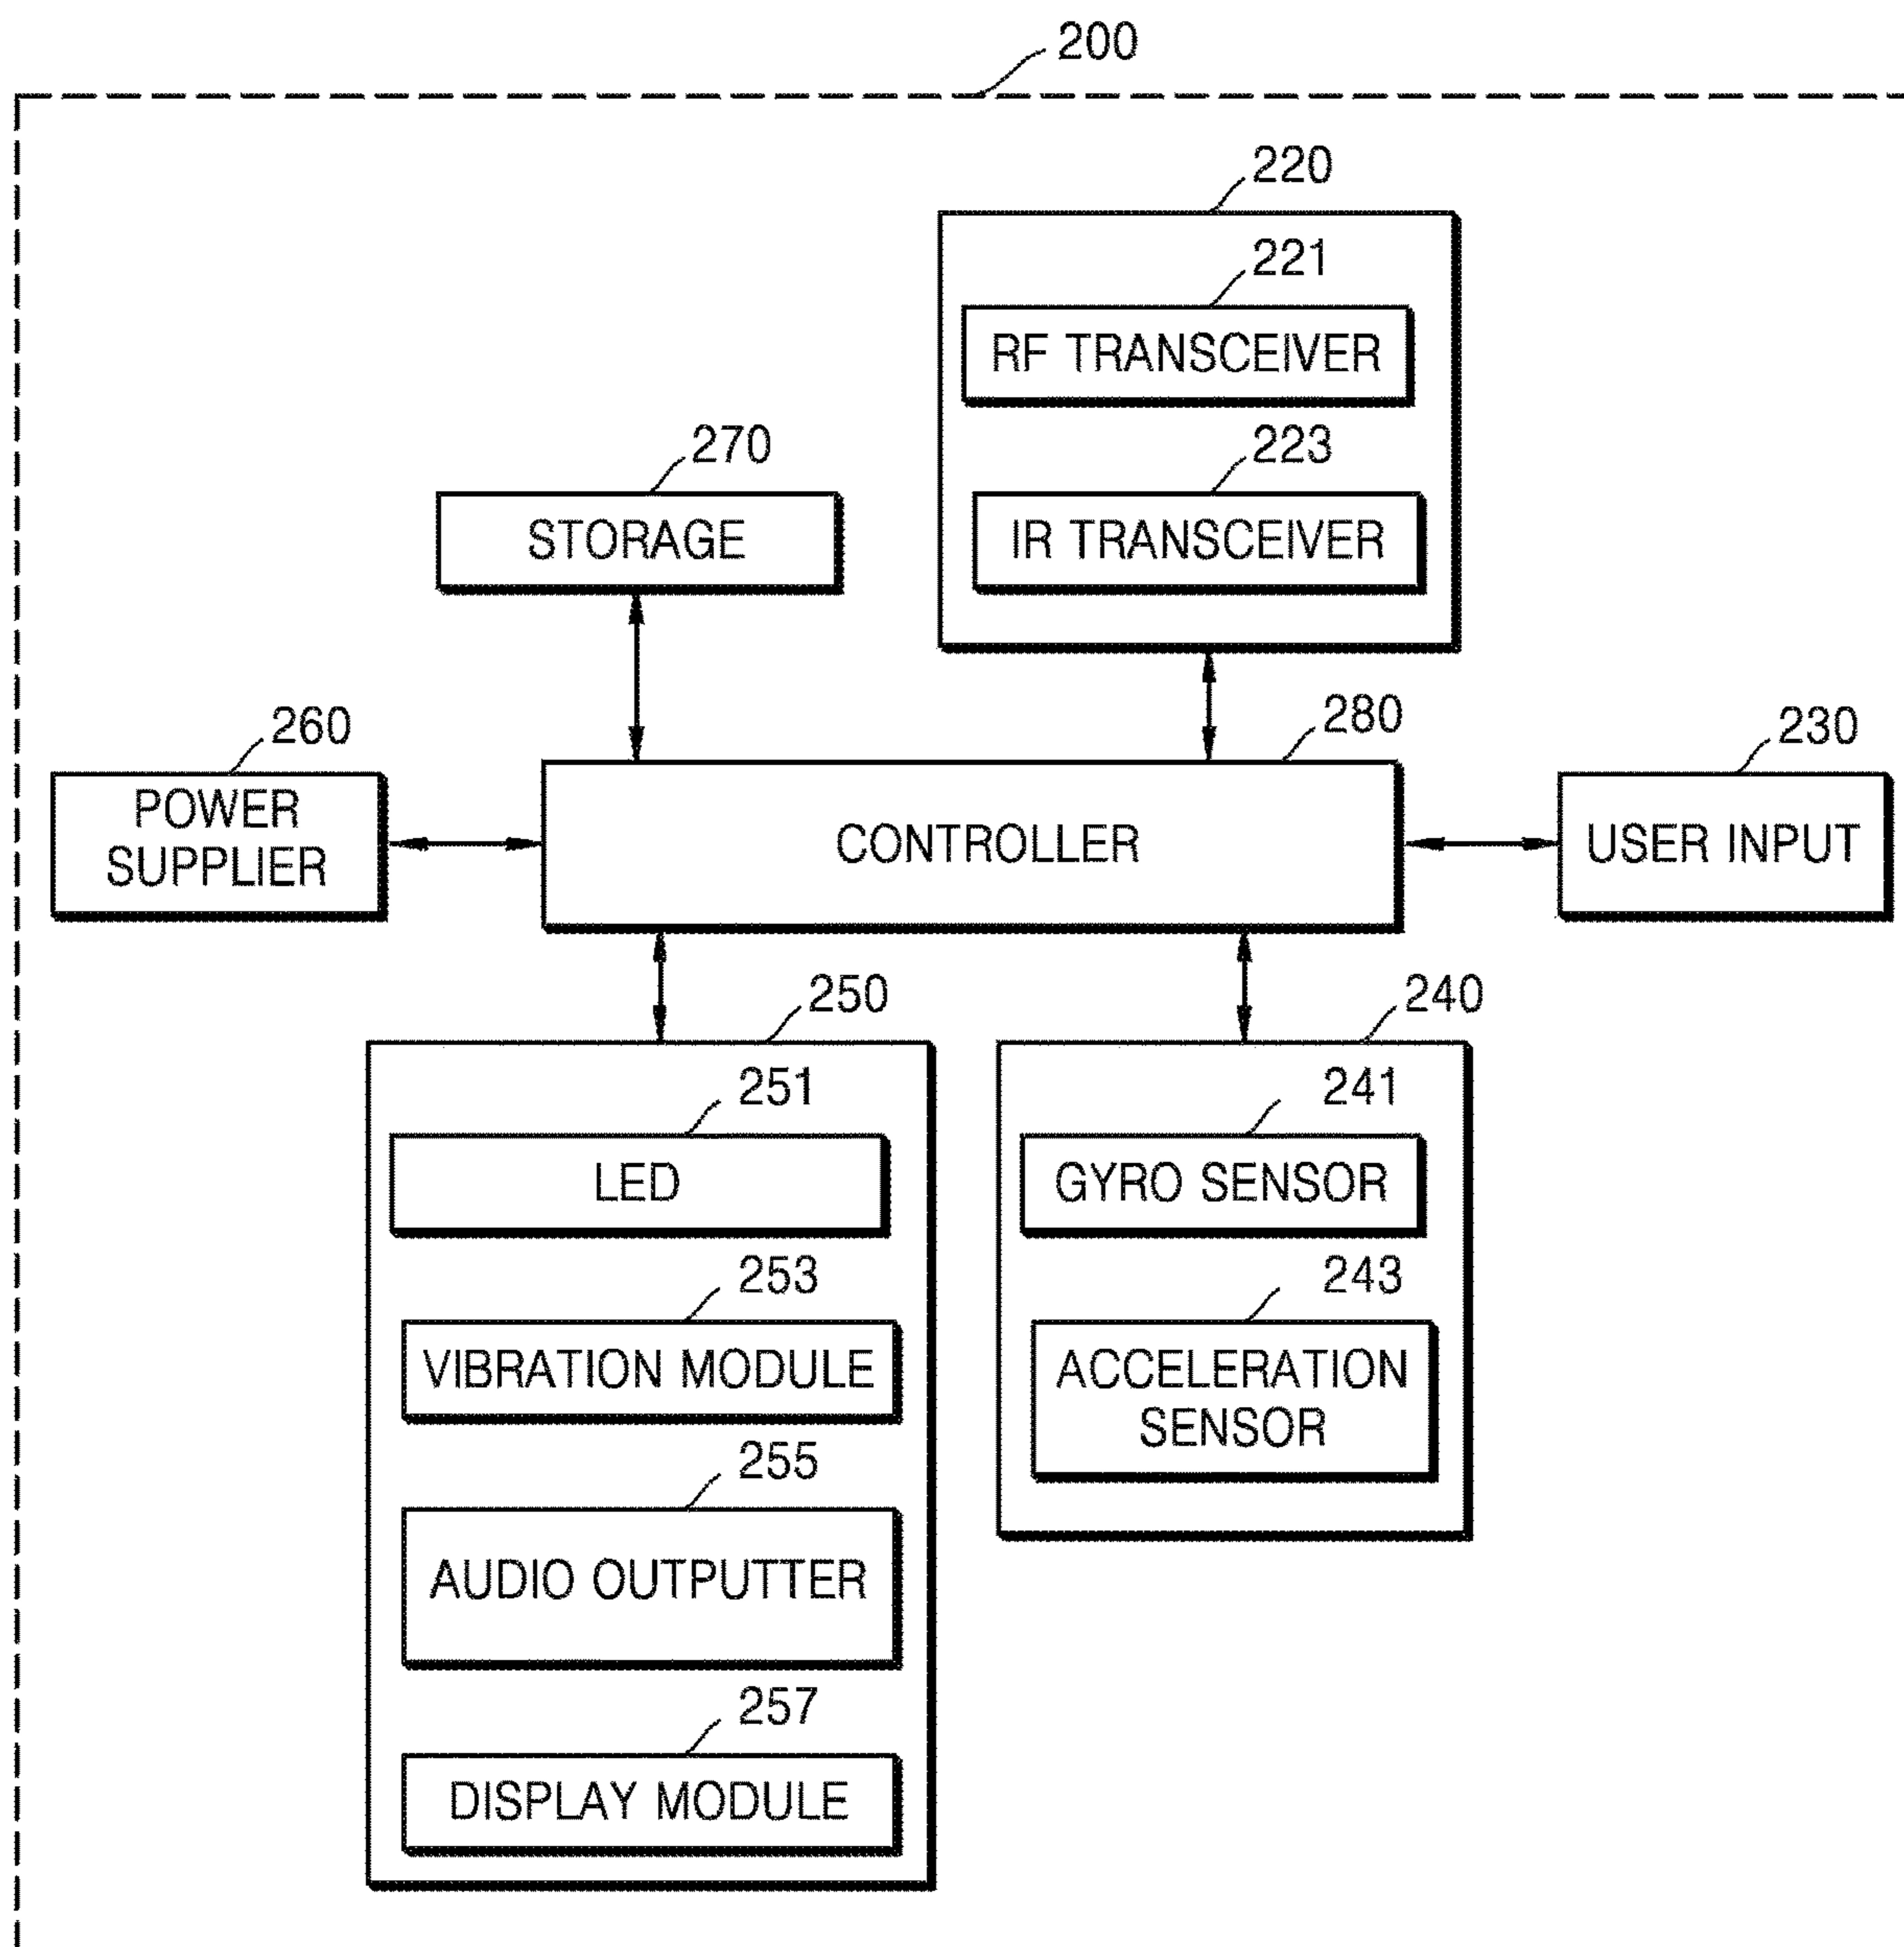 200
220
221
RF TRANSCEIVER
270
223
STORAGE
IR TRANSCEIVER
260
280
230
POWER
SUPPLIER
CONTROLLER
USER INPUT
250
240
251
241
LED
GYRO SENSOR
253
243
VIBRATION MODULE
ACCELERATION
SENSOR
255
AUDIO OUTPUTTER
257
DISPLAY MODULE